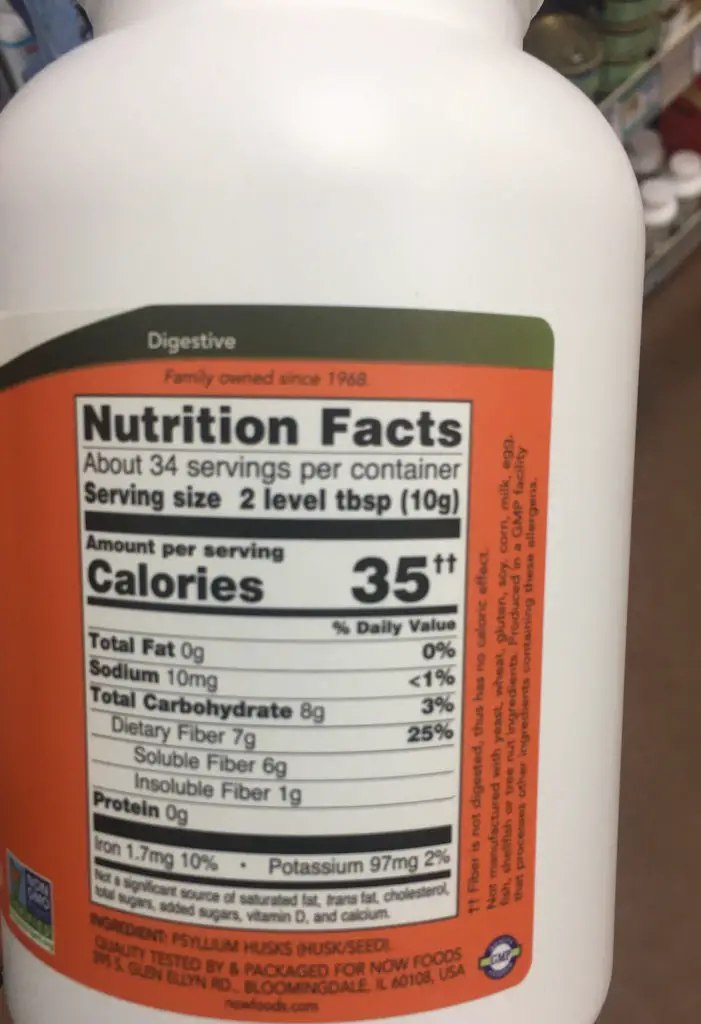 Digestive
Family owned since 1968.
Nutrition Facts
About 34 servings per container
Serving size 2 level tbsp (10g)
Amount per serving
Calories 35††
% Daily Value
Total Fat 0g 0%
Sodium 10mg <1%
Total Carbohydrate 8g 3%
Dietary Fiber 7g 25%
Soluble Fiber 6g
Insoluble Fiber 1g
Protein 0g
Iron 1.7mg 10% • Potassium 97mg 2%
Not a significant source of saturated fat, trans fat, cholesterol,
total sugars, added sugars, vitamin D, and calcium.
INGREDIENT: PSYLLIUM HUSKS (HUSK/SEED).
QUALITY TESTED BY & PACKAGED FOR NOW FOODS
395 S. GLEN ELLYN RD., BLOOMINGDALE, IL 60108, USA
nowfoods.com
†† Fiber is not digested, thus has no caloric effect.
Not manufactured with yeast, wheat, gluten, soy, corn, milk, egg,
fish, shellfish or tree nut ingredients. Produced in a GMP facility
that processes other ingredients containing these allergens.
GMP
NON
GMO